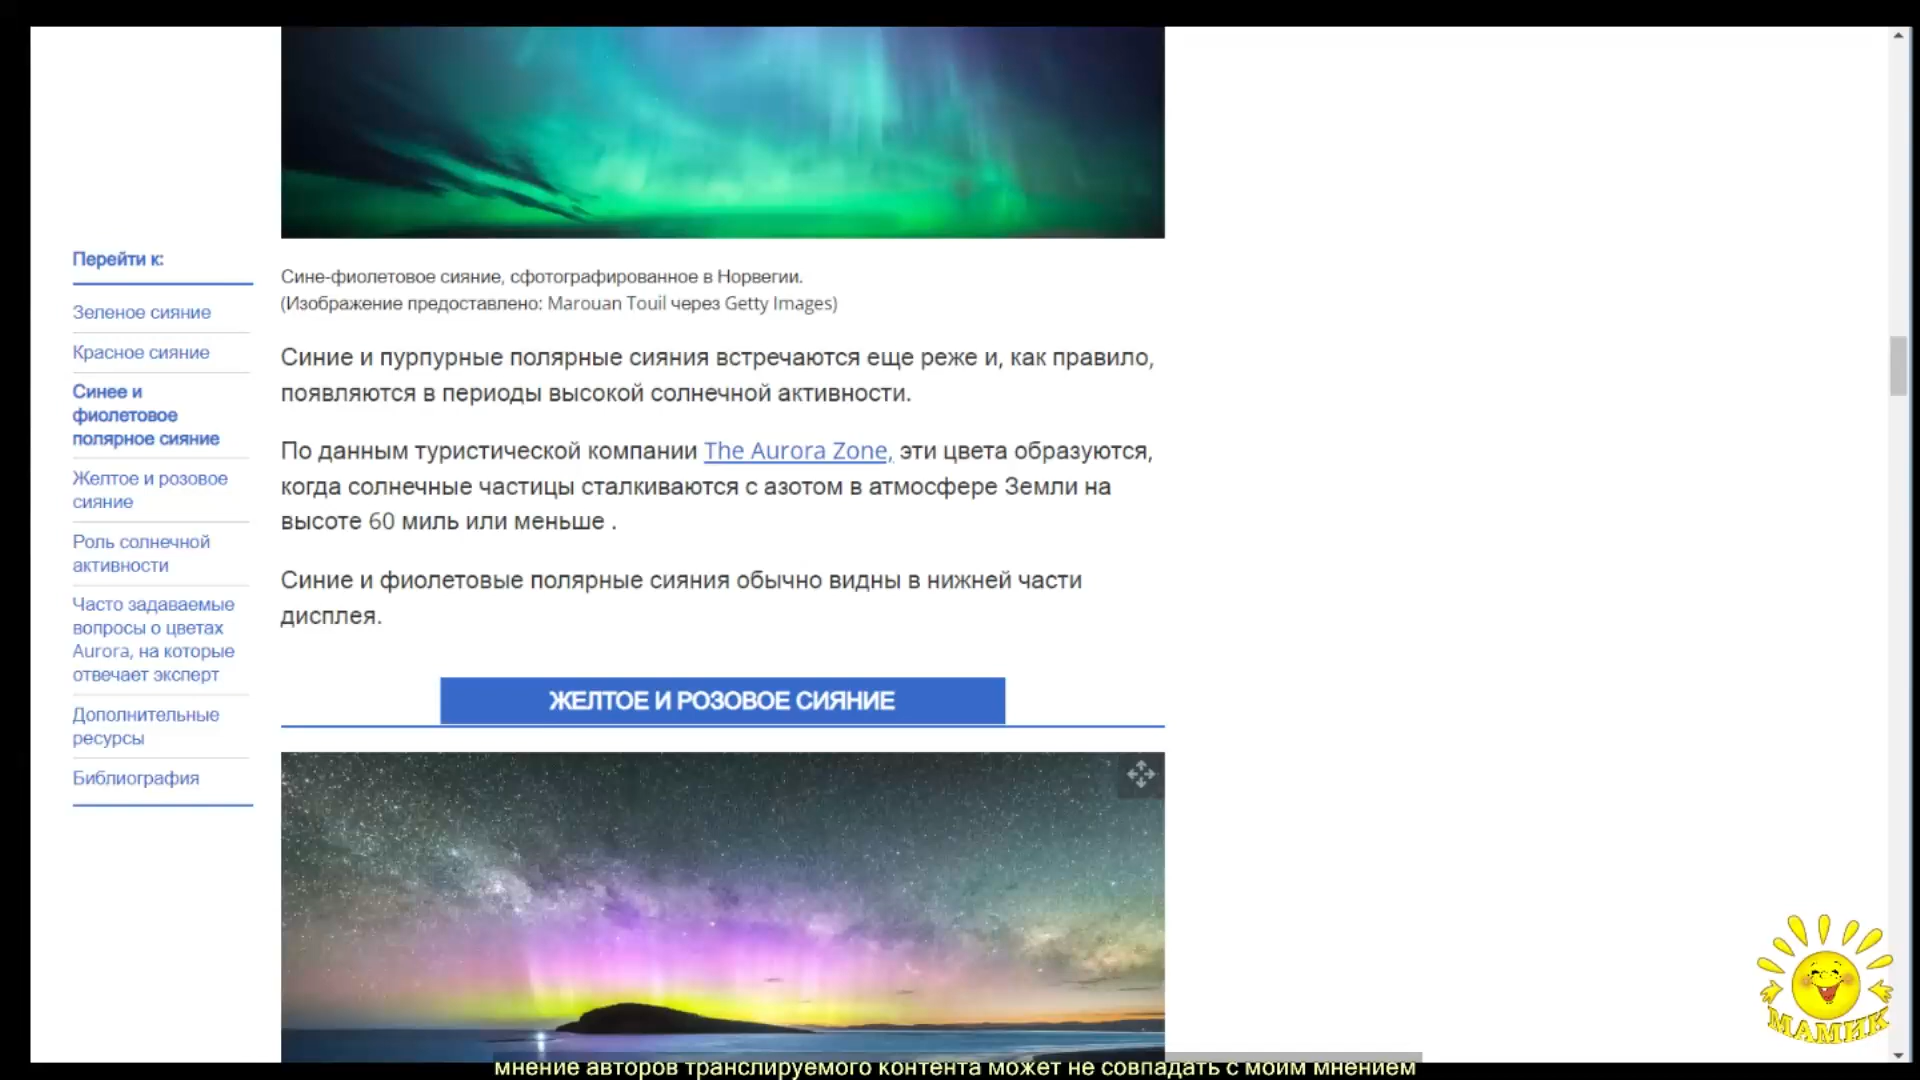 Перейти к:
Зеленое сияние
Красное сияние
Синее и
фиолетовое
полярное сияние
Желтое и розовое
сияние
Роль солнечной
активности
Часто задаваемые
вопросы о цветах
Aurora, на которые
отвечает эксперт
Дополнительные
ресурсы
Библиография
Сине-фиолетовое сияние, сфотографированное в Норвегии.
(Изображение предоставлено: Marouan Touil через Getty Images)
Синие и пурпурные полярные сияния встречаются еще реже и, как правило,
появляются в периоды высокой солнечной активности.
По данным туристической компании The Aurora Zone, эти цвета образуются,
когда солнечные частицы сталкиваются с азотом в атмосфере Земли на
высоте 60 миль или меньше .
Синие и фиолетовые полярные сияния обычно видны в нижней части
дисплея.
ЖЕЛТОЕ И РОЗОВОЕ СИЯНИЕ
МАМИК
мнение авторов транслируемого контента может не совпадать с моим мнением